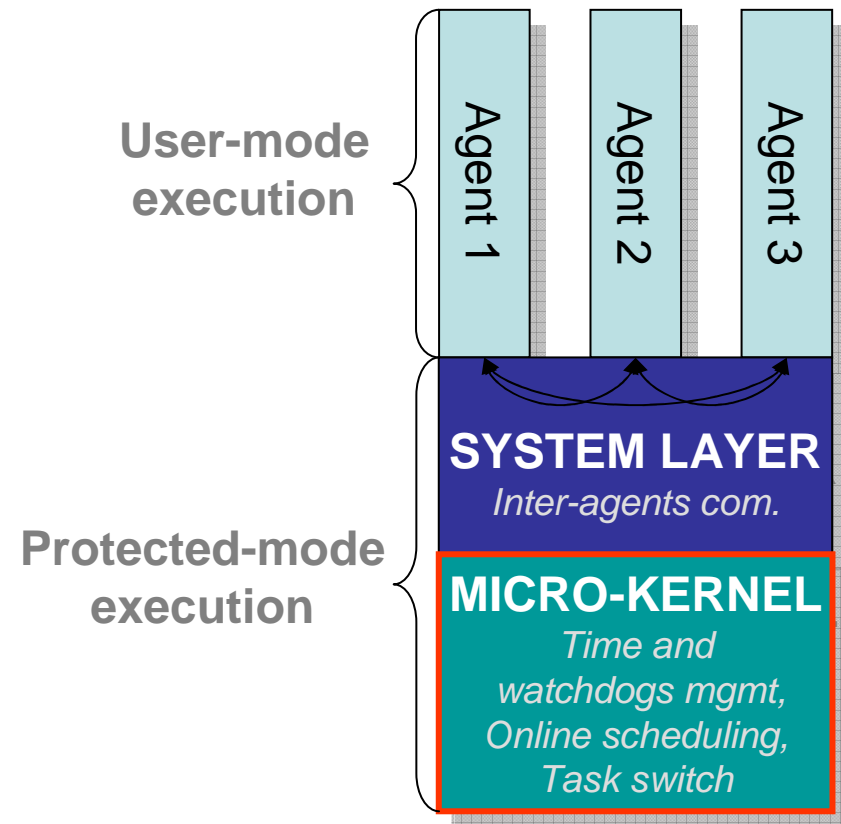 User-mode
execution
Agent 1
Agent 2
Agent 3
SYSTEM LAYER
Inter-agents com.
Protected-mode
execution
MICRO-KERNEL
Time and
watchdogs mgmt,
Online scheduling,
Task switch